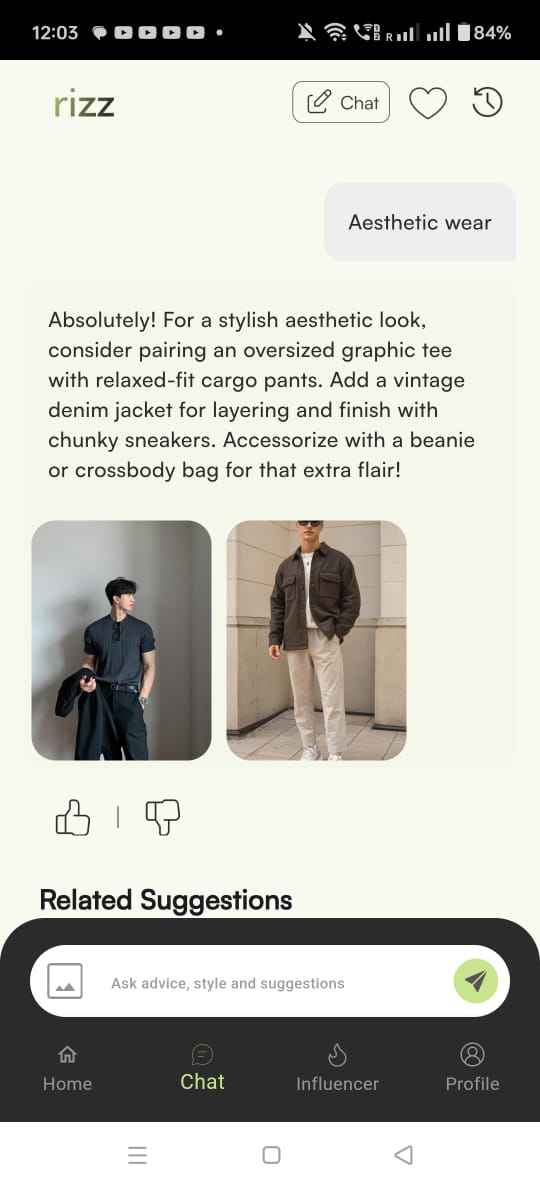 12:03
R
84%
rizz
Chat
Aesthetic wear
Absolutely! For a stylish aesthetic look,
consider pairing an oversized graphic tee
with relaxed-fit cargo pants. Add a vintage
denim jacket for layering and finish with
chunky sneakers. Accessorize with a beanie
or crossbody bag for that extra flair!
Related Suggestions
Ask advice, style and suggestions
Home
Chat
Influencer
Profile